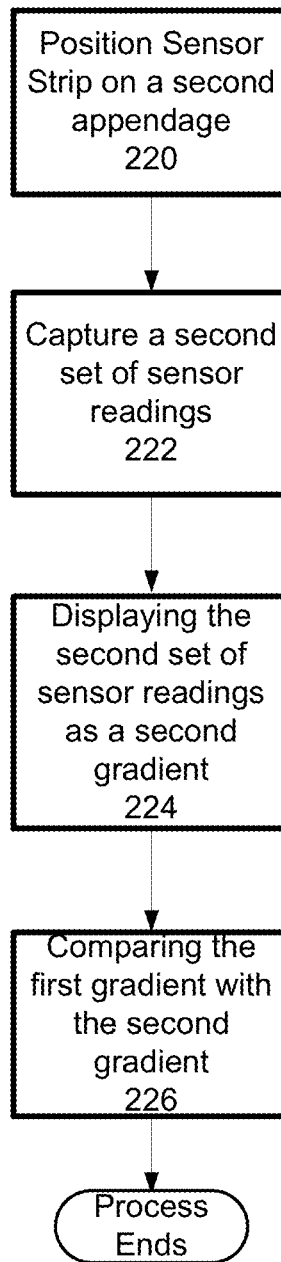 Position Sensor
Strip on a second
appendage
220
Capture a second
set of sensor
readings
222
Displaying the
second set of
sensor readings
as a second
gradient
224
Comparing the
first gradient with
the second
gradient
226
Process
Ends